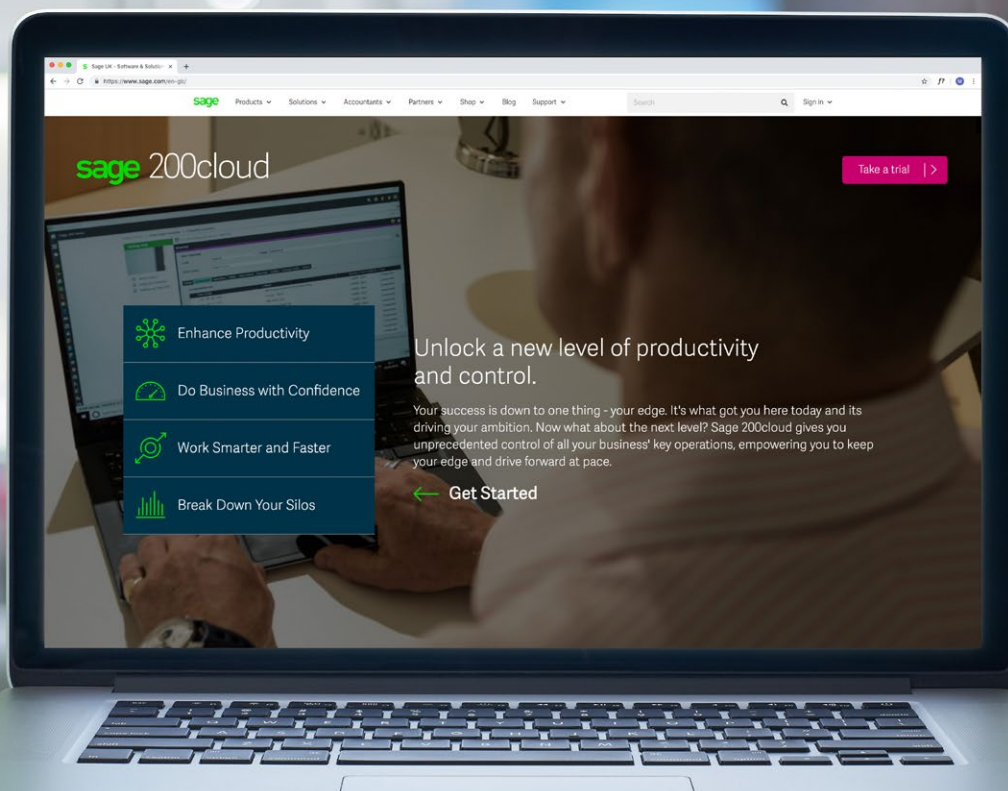 Sage UK - Software & Solution
https://www.sage.com/en-gb/
sage Products Solutions Accountants Partners Shop Blog Support Search Sign in
sage 200cloud
Take a trial
Enhance Productivity
Do Business with Confidence
Work Smarter and Faster
Break Down Your Silos
Unlock a new level of productivity
and control.
Your success is down to one thing - your edge. It's what got you here today and its
driving your ambition. Now what about the next level? Sage 200cloud gives you
unprecedented control of all your business' key operations, empowering you to keep
your edge and drive forward at pace.
Get Started